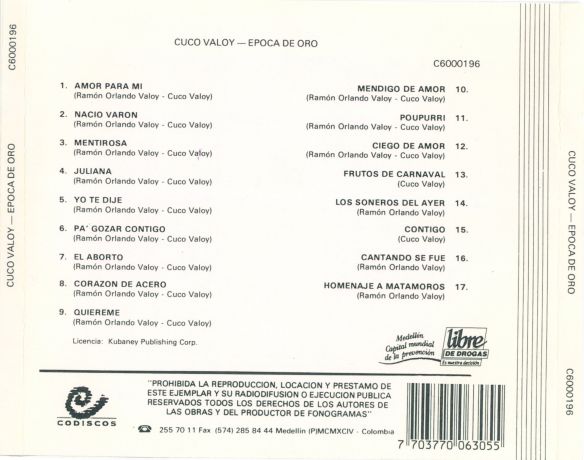 CUCO VALOY — EPOCA DE ORO
C6000196
C6000196
CUCO VALOY — EPOCA DE ORO
1. AMOR PARA MI
(Ramón Orlando Valoy - Cuco Valoy)
2. NACIO VARON
(Ramón Orlando Valoy - Cuco Valoy)
3. MENTIROSA
(Ramón Orlando Valoy - Cuco Valoy)
4. JULIANA
(Ramón Orlando Valoy - Cuco Valoy)
5. YO TE DIJE
(Ramón Orlando Valoy - Cuco Valoy)
6. PA' GOZAR CONTIGO
(Ramón Orlando Valoy - Cuco Valoy)
7. EL ABORTO
(Ramón Orlando Valoy - Cuco Valoy)
8. CORAZON DE ACERO
(Ramón Orlando Valoy - Cuco Valoy)
9. QUIEREME
(Ramón Orlando Valoy - Cuco Valoy)
Licencia: Kubaney Publishing Corp.
MENDIGO DE AMOR 10.
(Ramón Orlando Valoy - Cuco Valoy)
POUPURRI 11.
(Ramón Orlando Valoy - Cuco Valoy)
CIEGO DE AMOR 12.
(Ramón Orlando Valoy - Cuco Valoy)
FRUTOS DE CARNAVAL 13.
(Cuco Valoy)
LOS SONEROS DEL AYER 14.
(Ramón Orlando Valoy)
CONTIGO 15.
(Cuco Valoy)
CANTANDO SE FUE 16.
(Ramón Orlando Valoy)
HOMENAJE A MATAMOROS 17.
(Ramón Orlando Valoy)
Medellín
Capital mundial
de la prevención
libre
DE DROGAS
Es nuestra decisión
CODISCOS
"PROHIBIDA LA REPRODUCCION, LOCACION Y PRESTAMO DE
ESTE EJEMPLAR Y SU RADIODIFUSION O EJECUCION PUBLICA
RESERVADOS TODOS LOS DERECHOS DE LOS AUTORES DE
LAS OBRAS Y DEL PRODUCTOR DE FONOGRAMAS"
☎ 255 70 11 Fax (574) 285 84 44 Medellín (P)MCMXCIV - Colombia
7 703770 063055
CUCO VALOY — EPOCA DE ORO
C6000196